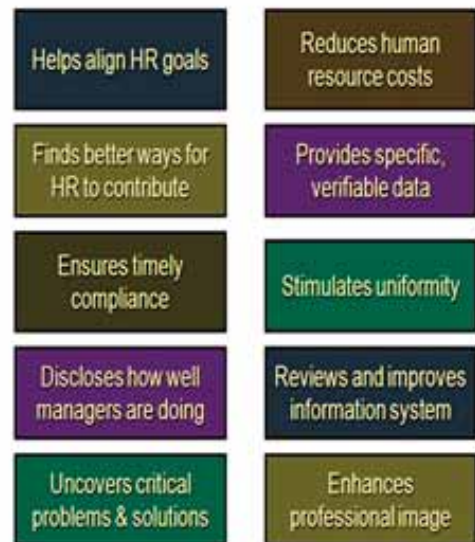 Helps align HR goals
Reduces human
resource costs
Finds better ways for
HR to contribute
Provides specific,
verifiable data
Ensures timely
compliance
Stimulates uniformity
Discloses how well
managers are doing
Reviews and improves
information system
Uncovers critical
problems & solutions
Enhances
professional image